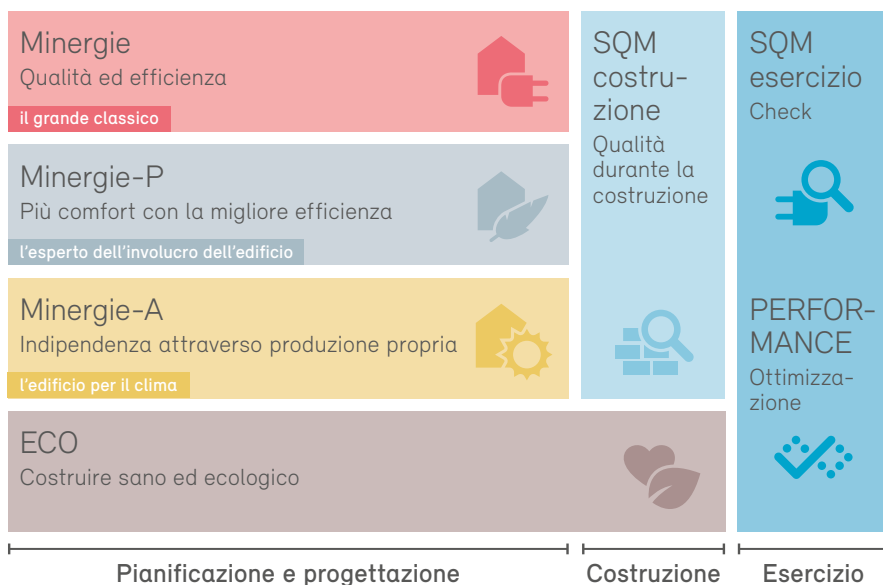 Minergie
Qualità ed efficienza
il grande classico
Minergie-P
Più comfort con la migliore efficienza
l'esperto dell'involucro dell'edificio
Minergie-A
Indipendenza attraverso produzione propria
l'edificio per il clima
ECO
Costruire sano ed ecologico
SQM
costru-
zione
Qualità
durante la
costruzione
SQM
esercizio
Check
PERFOR-
MANCE
Ottimizza-
zione
Pianificazione e progettazione
Costruzione
Esercizio